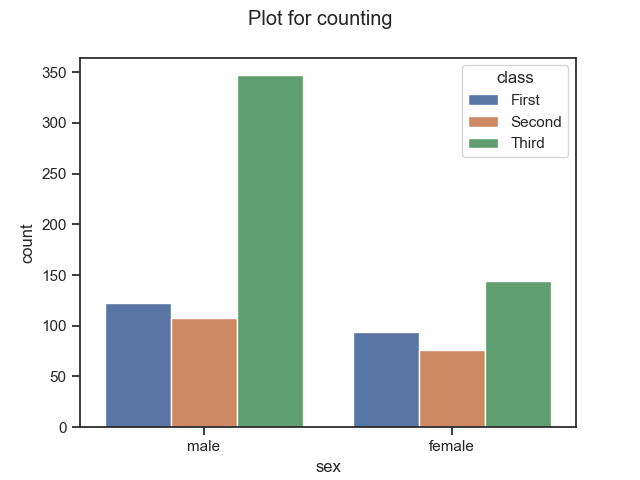 Plot for counting
350
300
250
200
150
100
50
0
count
class
First
Second
Third
male
female
sex